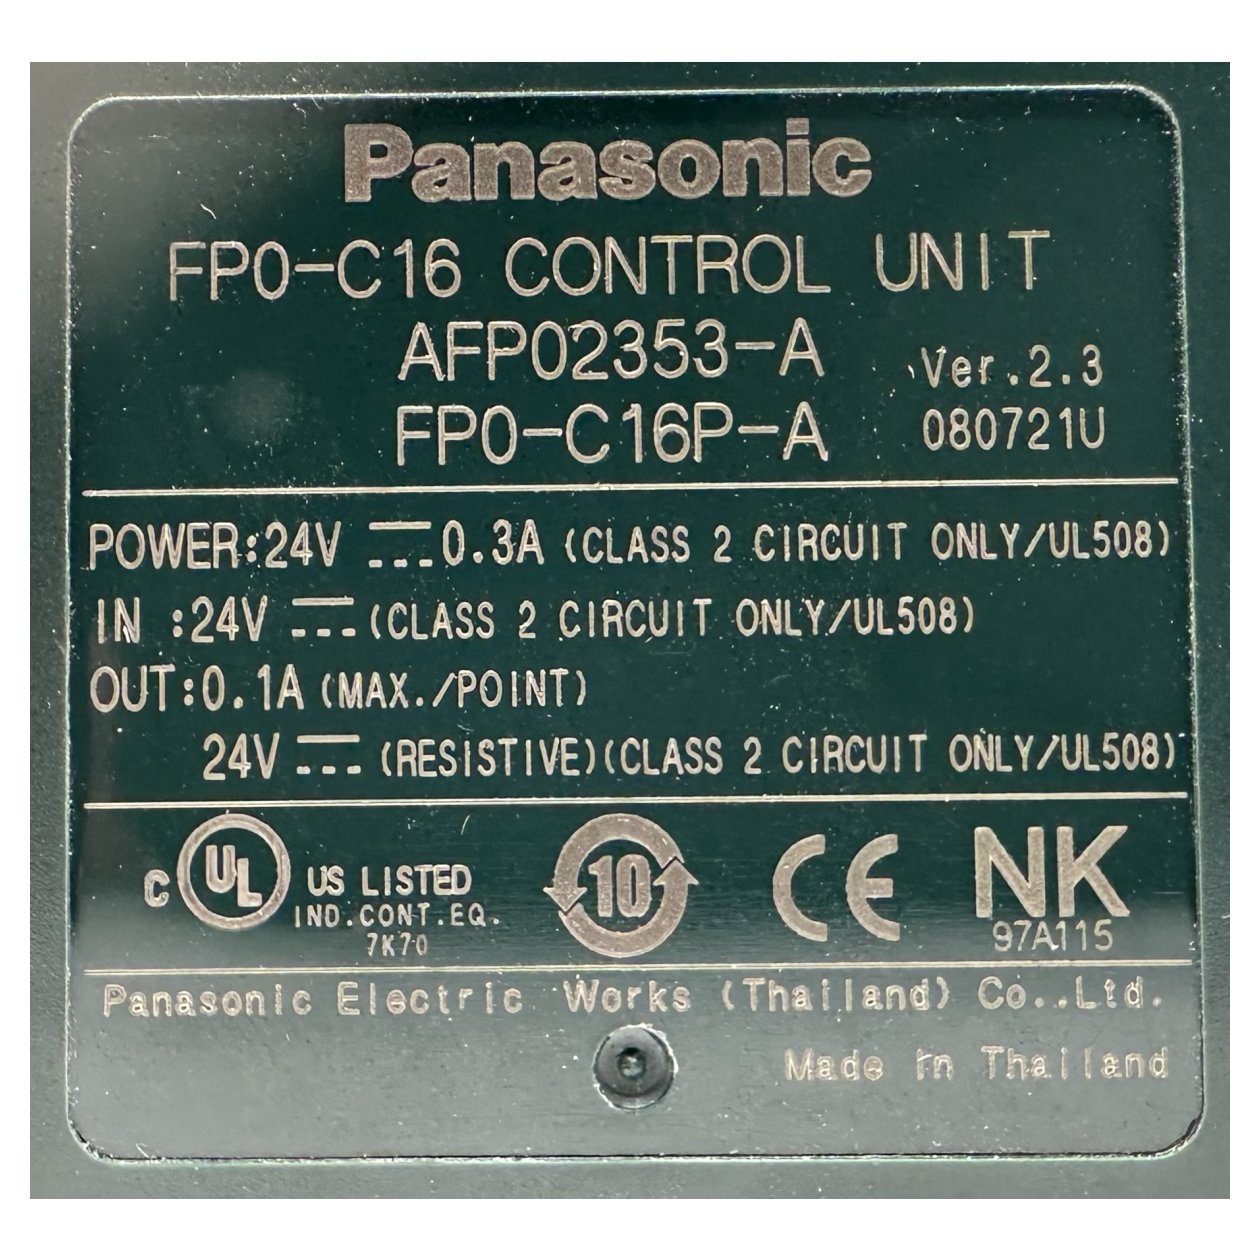 Panasonic
FP0-C16 CONTROL UNIT
AFP02353-A
Ver.2.3
FP0-C16P-A
080721U
POWER:24V ⎓ 0.3A (CLASS 2 CIRCUIT ONLY/UL508)
IN :24V ⎓ (CLASS 2 CIRCUIT ONLY/UL508)
OUT:0.1A (MAX./POINT)
24V ⎓ (RESISTIVE)(CLASS 2 CIRCUIT ONLY/UL508)
C UL US LISTED
IND.CONT.EQ.
7K70
10
CE
NK
97A115
Panasonic Electric Works (Thailand) Co.,Ltd.
Made in Thailand